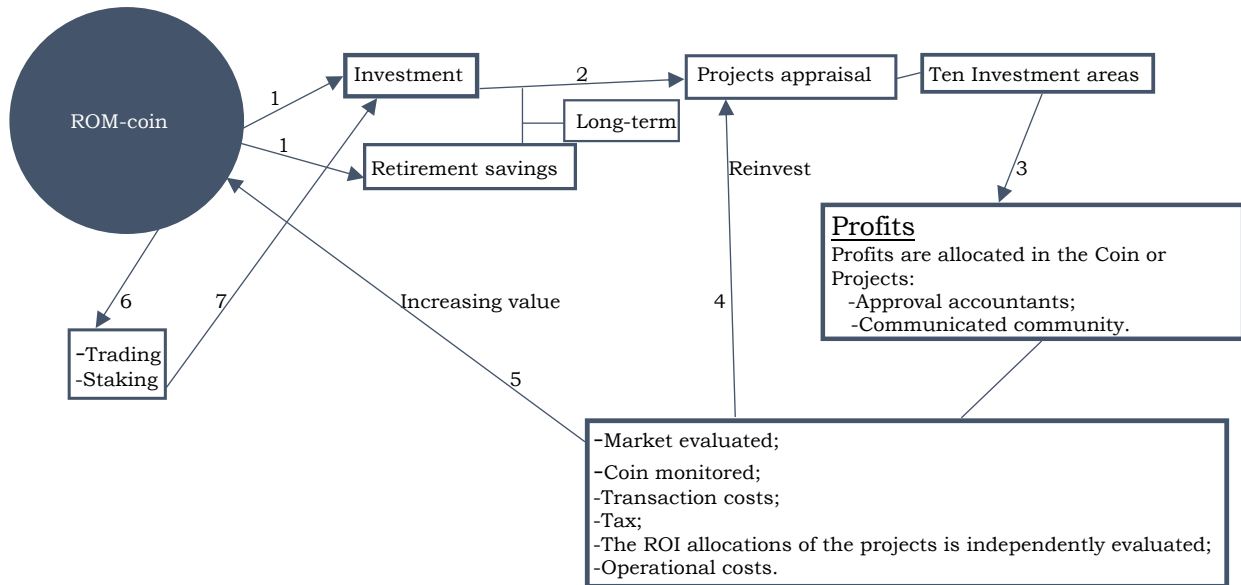 ROM-coin
1
1
Investment
2
Projects appraisal
Ten Investment areas
Long-term
Retirement savings
Reinvest
3
Profits
Profits are allocated in the Coin or
Projects:
-Approval accountants;
-Communicated community.
6
7
Increasing value
4
5
-Trading
-Staking
-Market evaluated;
-Coin monitored;
-Transaction costs;
-Tax;
-The ROI allocations of the projects is independently evaluated;
-Operational costs.